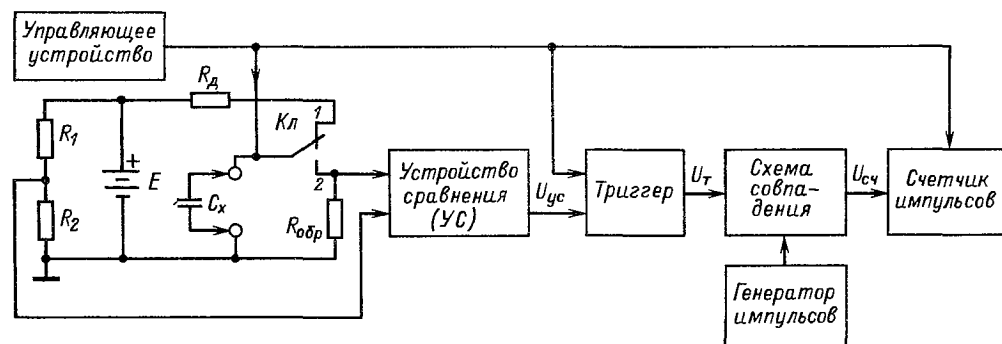 Управляющее
устройство
R_Д
1
Кл
R_1
+
E
2
C_x
R_2
R_обр
Устройство
сравнения
(УС)
U_ус
Триггер
U_т
Схема
совпа-
дения
U_сч
Счетчик
импульсов
Генератор
импульсов